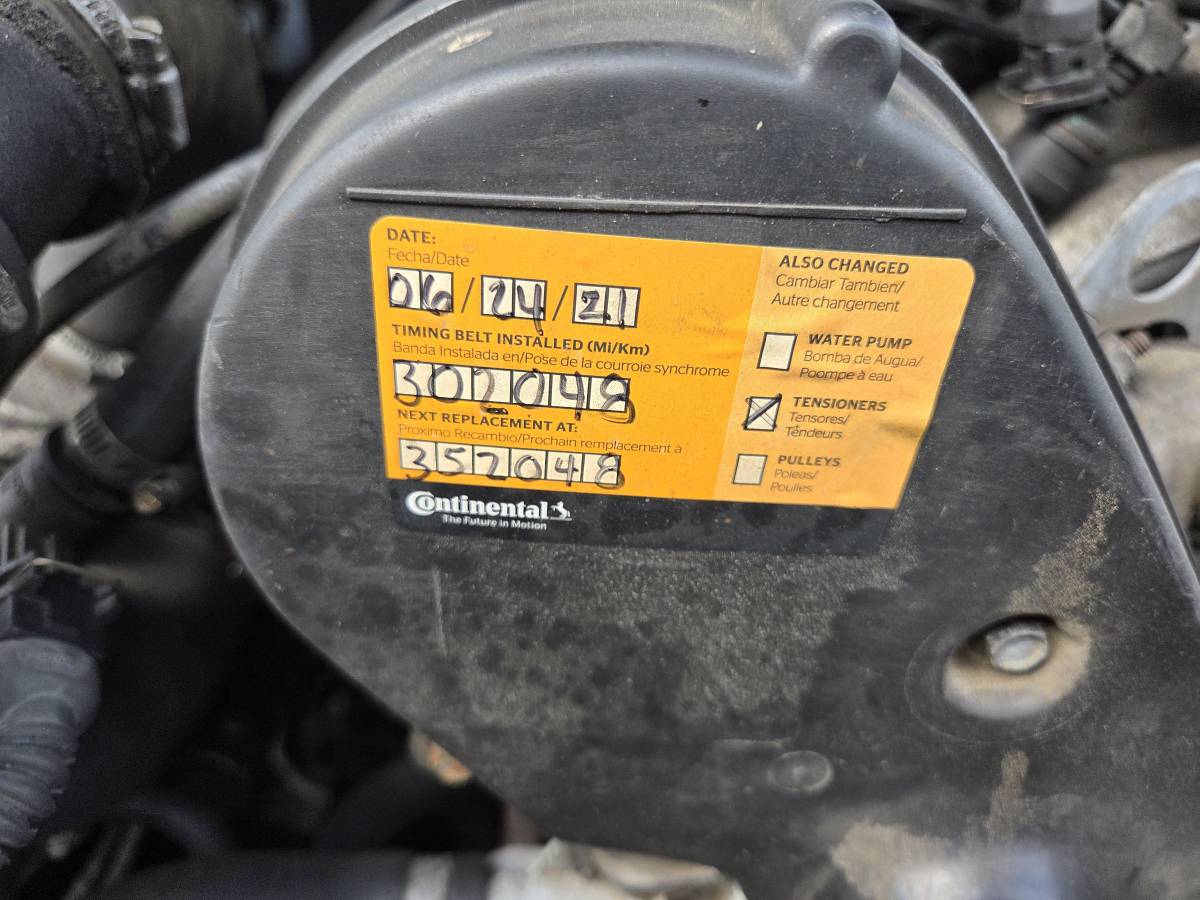 DATE:
Fecha/Date
06/24/21
TIMING BELT INSTALLED (Mi/Km)
Banda Instalada en/Pose de la courroie synchrome
302048
NEXT REPLACEMENT AT:
Proximo Recambio/Prochain remplacement à
352048
Continental
The Future in Motion
ALSO CHANGED
Cambiar Tambien/
Autre changement
WATER PUMP
Bomba de Augua/
Poompe à eau
TENSIONERS
Tensores/
Tendeurs
PULLEYS
Poleas/
Poulies